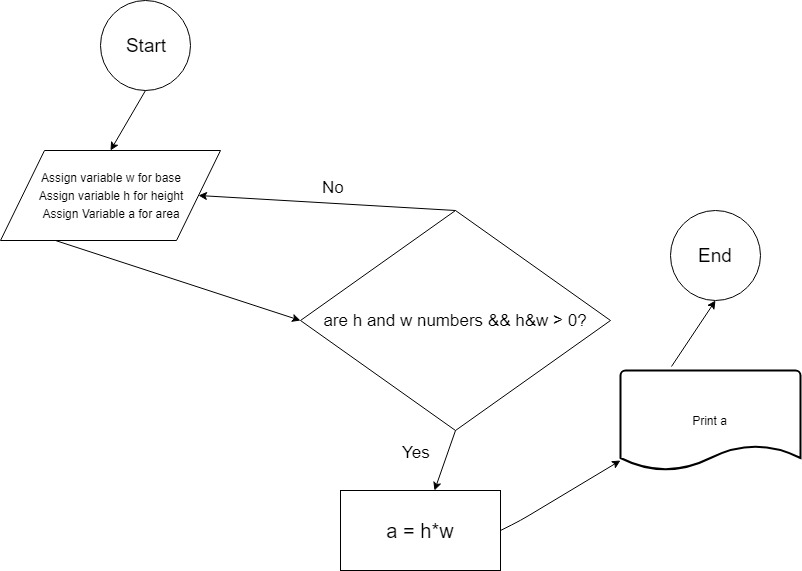 Start
Assign variable w for base
Assign variable h for height
Assign Variable a for area
No
are h and w numbers && h&w > 0?
Yes
a = h*w
Print a
End